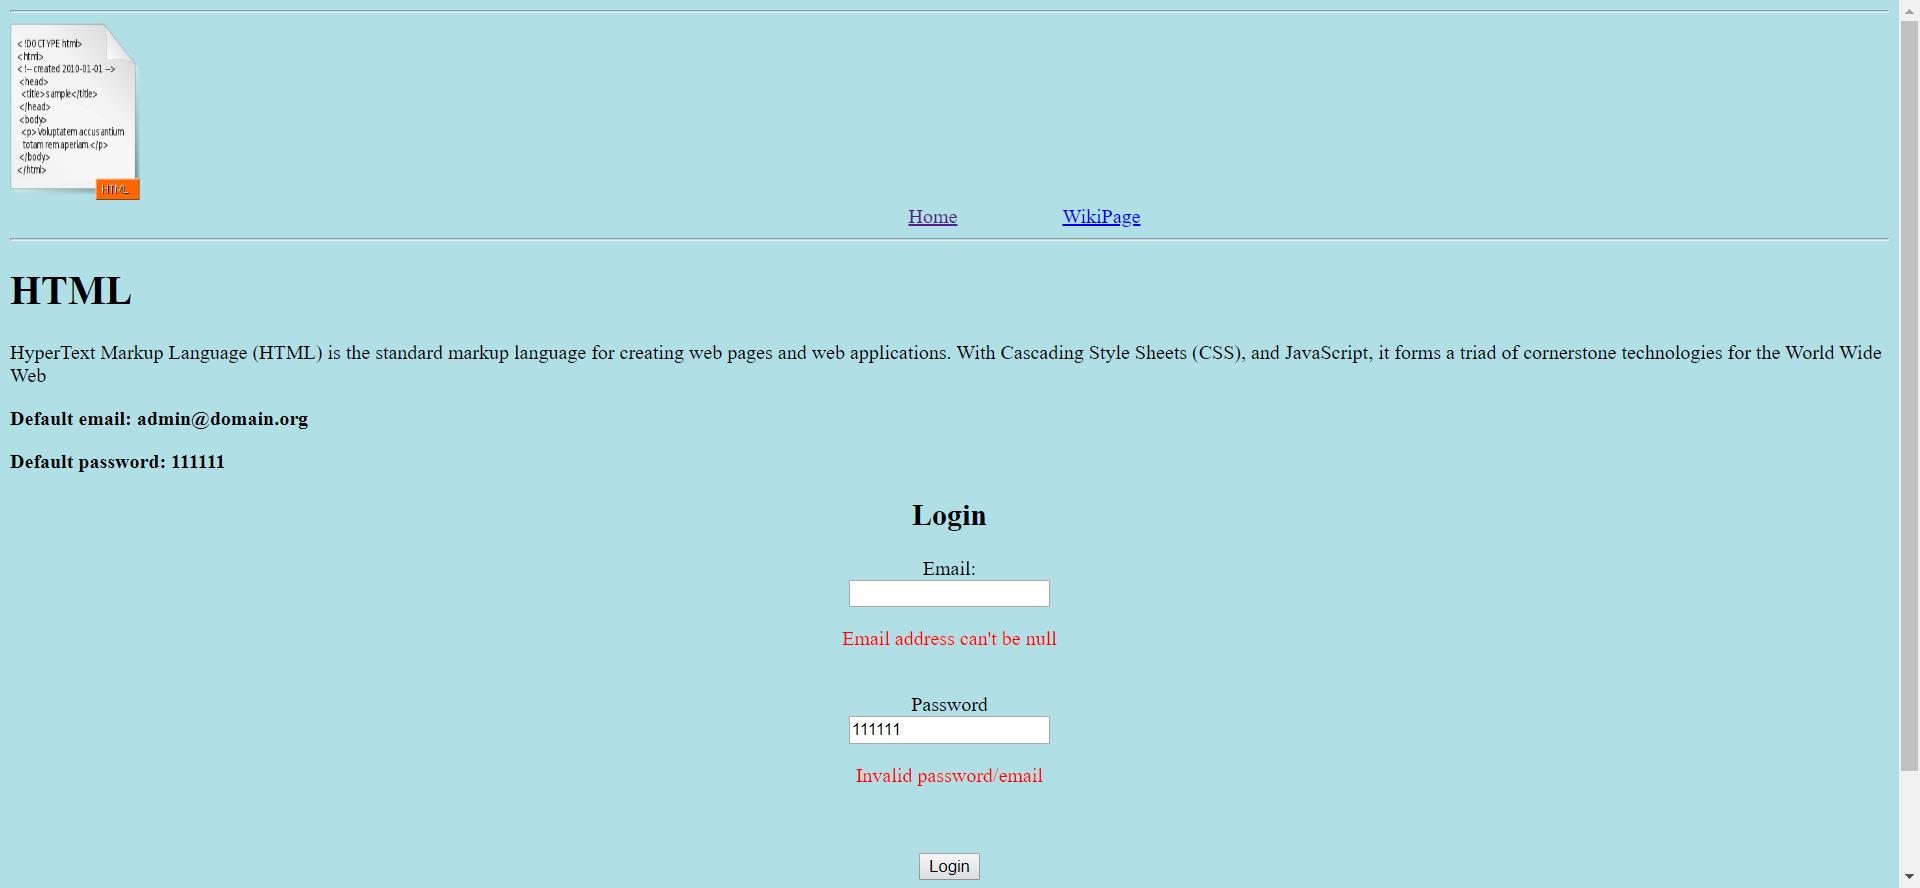 <!DOCTYPE html>
<html>
<!-- created 2010-01-01 -->
<head>
<title>sample</title>
</head>
<body>
<p>Voluptatem accusantium
totam rem aperiam.</p>
</body>
</html>
HTML
Home WikiPage
HTML
HyperText Markup Language (HTML) is the standard markup language for creating web pages and web applications. With Cascading Style Sheets (CSS), and JavaScript, it forms a triad of cornerstone technologies for the World Wide
Web
Default email: admin@domain.org
Default password: 111111
Login
Email:
Email address can't be null
Password
111111
Invalid password/email
Login